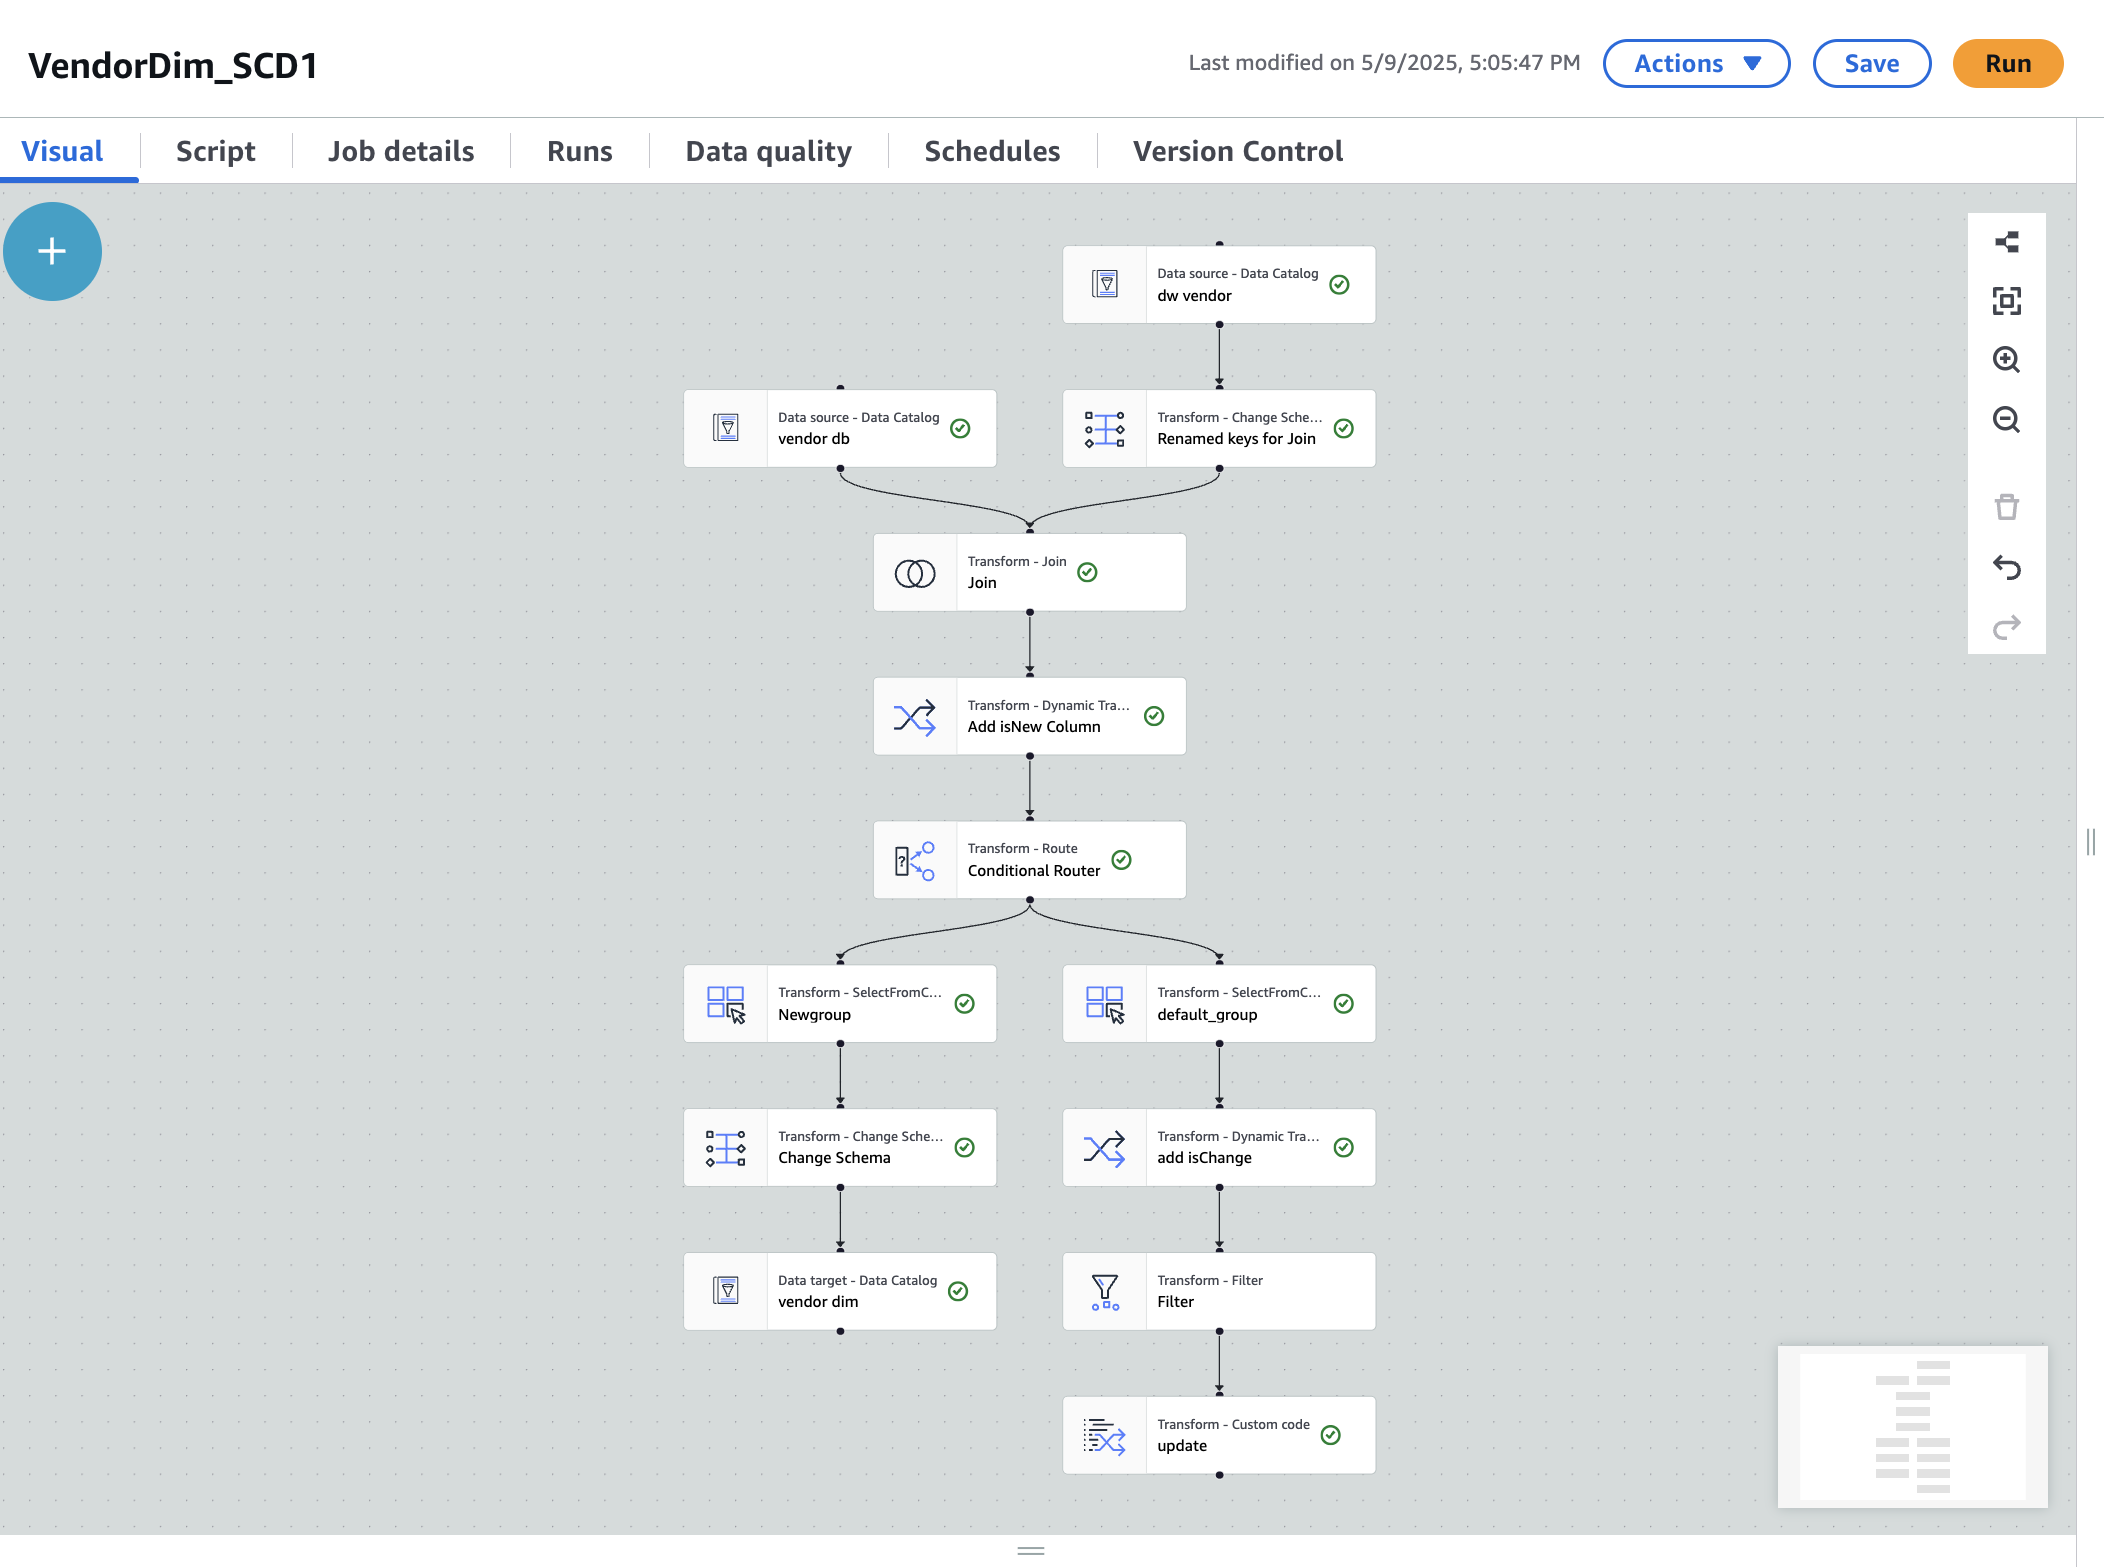 VendorDim_SCD1
Last modified on 5/9/2025, 5:05:47 PM
Actions
Save
Run
Visual
Script
Job details
Runs
Data quality
Schedules
Version Control
Data source - Data Catalog
dw vendor
Data source - Data Catalog
vendor db
Transform - Change Sche...
Renamed keys for Join
Transform - Join
Join
Transform - Dynamic Tra...
Add isNew Column
Transform - Route
Conditional Router
?
Transform - SelectFromC...
Newgroup
Transform - SelectFromC...
default_group
Transform - Change Sche...
Change Schema
Transform - Dynamic Tra...
add isChange
Data target - Data Catalog
vendor dim
Transform - Filter
Filter
Transform - Custom code
update